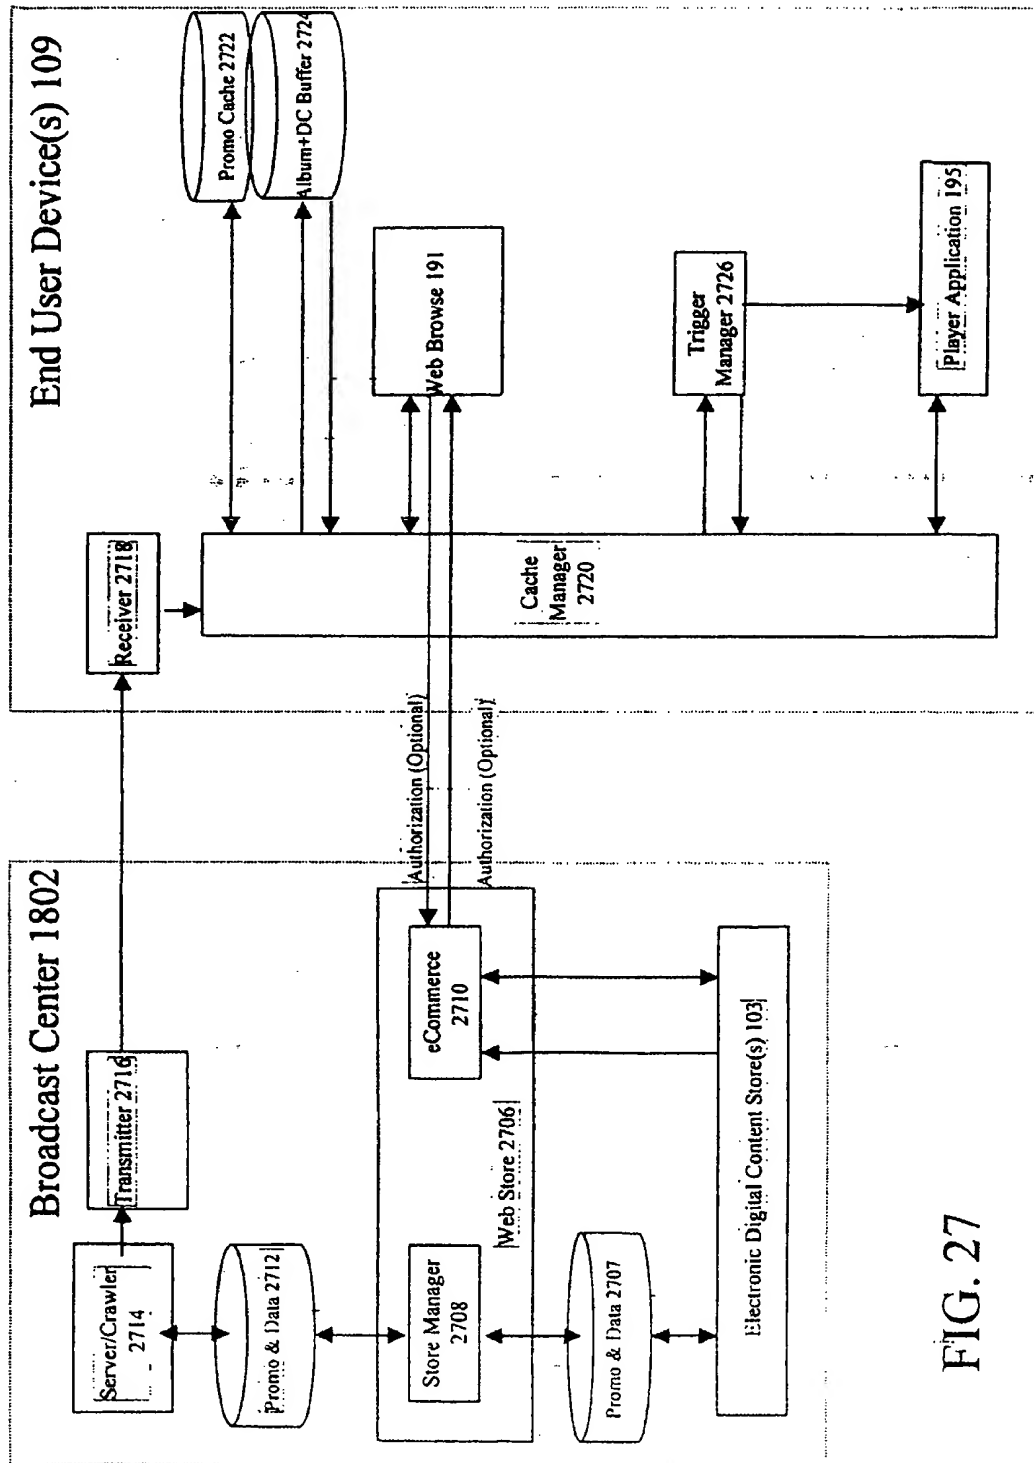 Broadcast Center 1802
End User Device(s) 109
Server/Crawler
2714
Transmitter 2716
Receiver 2718
Promo Cache 2722
Album+DC Buffer 2724
Promo & Data 2712
Cache
Manager
2720
Authorization (Optional)
Authorization (Optional)
Web Browse 191
Store Manager
2708
eCommerce
2710
Web Store 2706
Promo & Data 2707
Trigger
Manager 2726
Electronic Digital Content Store(s) 103
Player Application 195
FIG. 27